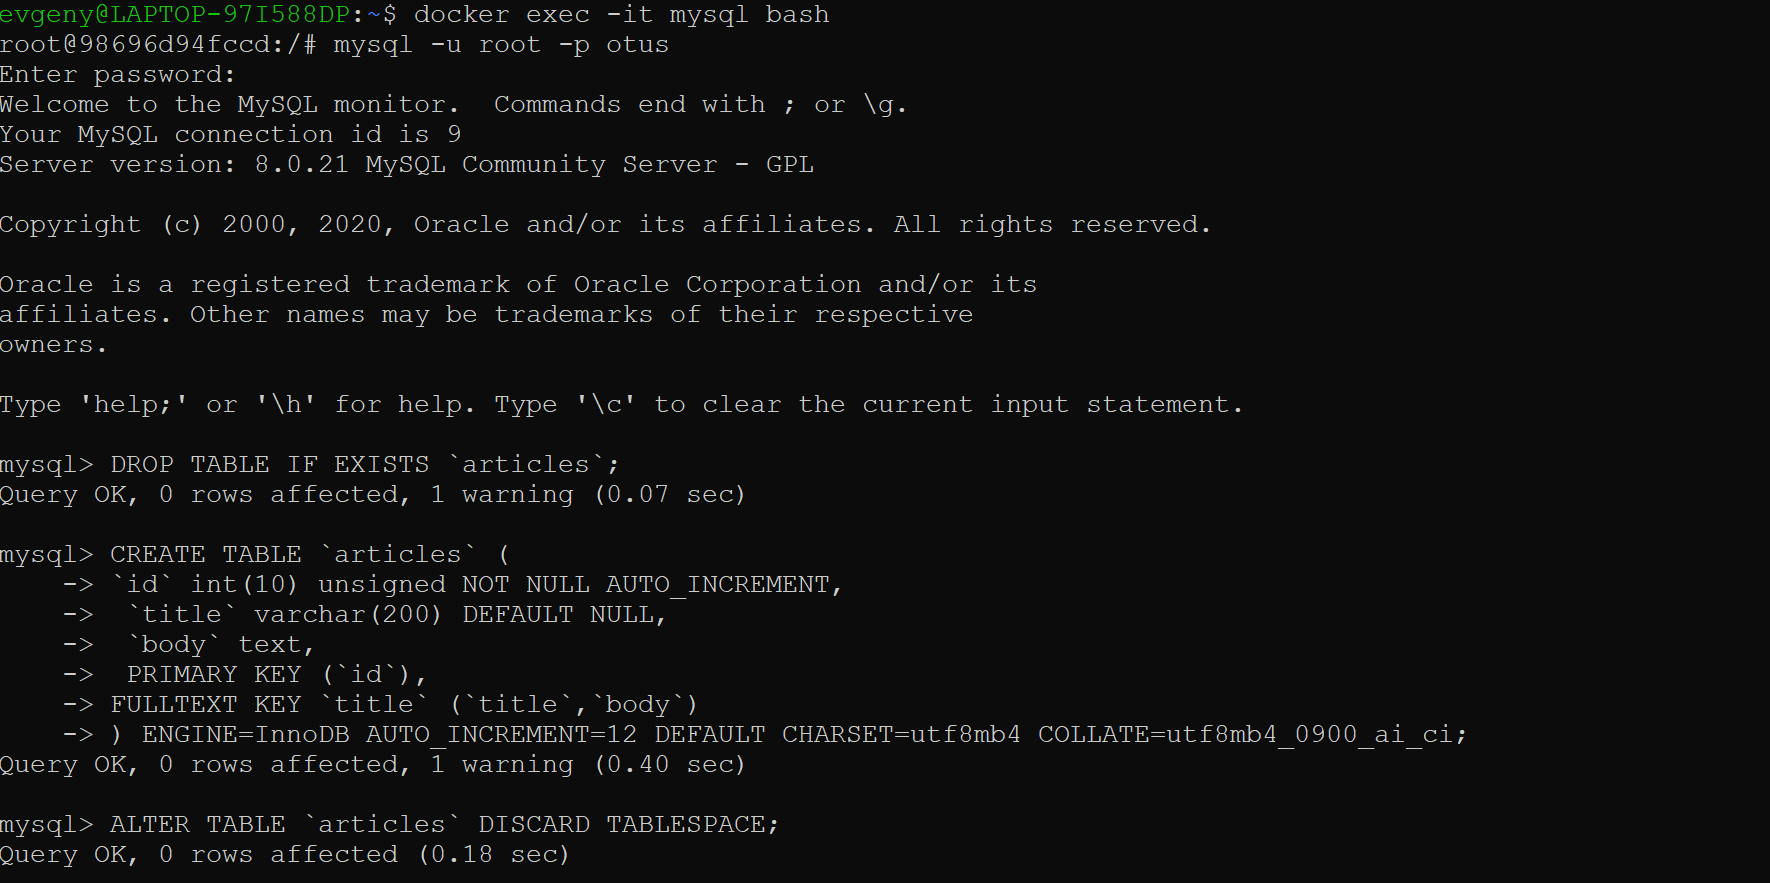 evgeny@LAPTOP-97I588DP:~$ docker exec -it mysql bash
root@98696d94fccd:/# mysql -u root -p otus
Enter password:
Welcome to the MySQL monitor.  Commands end with ; or \g.
Your MySQL connection id is 9
Server version: 8.0.21 MySQL Community Server - GPL
Copyright (c) 2000, 2020, Oracle and/or its affiliates. All rights reserved.
Oracle is a registered trademark of Oracle Corporation and/or its
affiliates. Other names may be trademarks of their respective
owners.
Type 'help;' or '\h' for help. Type '\c' to clear the current input statement.
mysql> DROP TABLE IF EXISTS `articles`;
Query OK, 0 rows affected, 1 warning (0.07 sec)
mysql> CREATE TABLE `articles` (
    -> `id` int(10) unsigned NOT NULL AUTO_INCREMENT,
    ->  `title` varchar(200) DEFAULT NULL,
    ->  `body` text,
    ->  PRIMARY KEY (`id`),
    -> FULLTEXT KEY `title` (`title`,`body`)
    -> ) ENGINE=InnoDB AUTO_INCREMENT=12 DEFAULT CHARSET=utf8mb4 COLLATE=utf8mb4_0900_ai_ci;
Query OK, 0 rows affected, 1 warning (0.40 sec)
mysql> ALTER TABLE `articles` DISCARD TABLESPACE;
Query OK, 0 rows affected (0.18 sec)